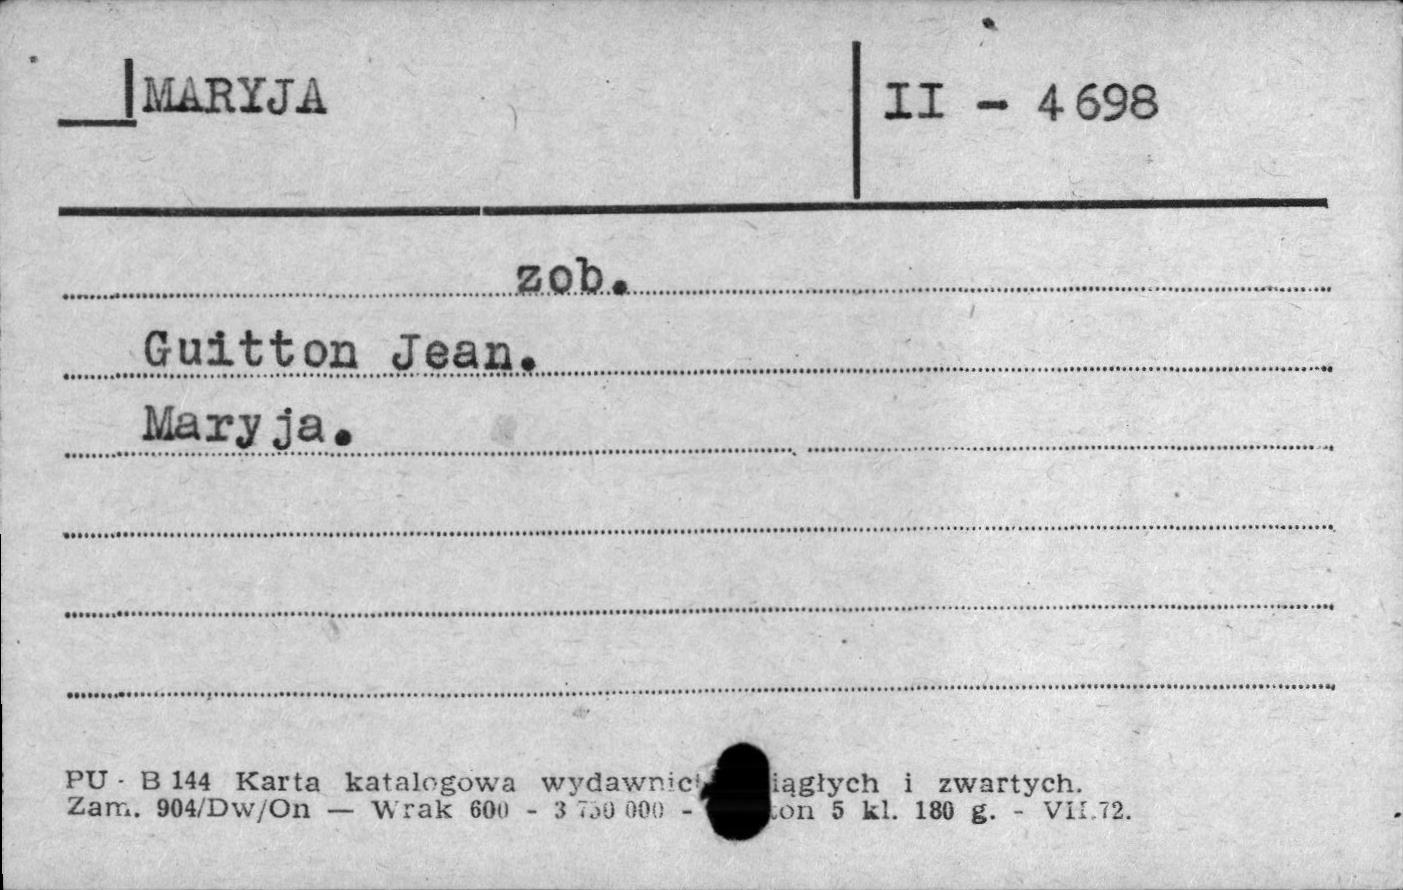 MARYJA
II - 4698
zob.
Guitton Jean.
Maryja.
PU - B 144 Karta katalogowa i zwartych.
Zam. 904/Dw/On — Wrak 600 - 3 750 000 - 5 kl. 180 g. - VII.72.